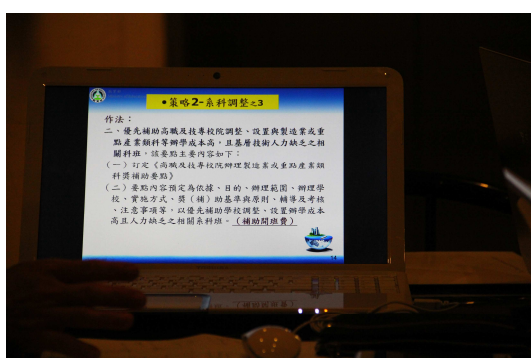 •策略2-系科調整之3
作法：
二、優先補助高職及技專校院調整、設置與製造業或重
點產業類科等辦學成本高，且基層技術人力缺乏之相
關科班，該要點主要內容如下：
（一）訂定《高職及技專校院辦理製造業或重點產業類
科獎補助要點》
（二）要點內容預定為依據、目的、辦理範圍、辦理學
校、實施方式、獎（補）助基準與原則、輔導及考核
、注意事項等，以優先補助學校調整、設置辦學成本
高且人力缺乏之相關系科班。（補助開班費）
14